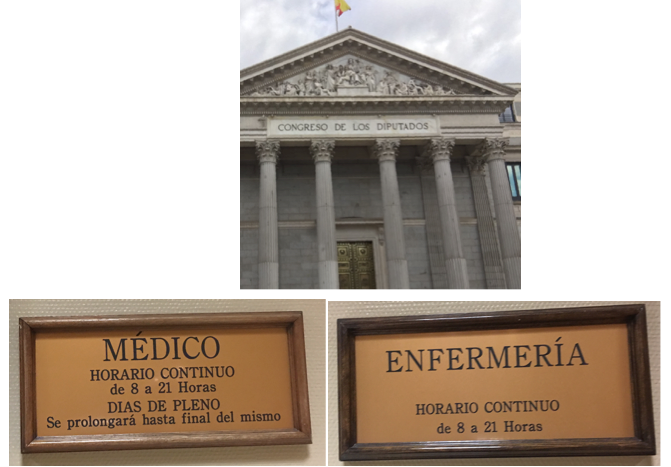 CONGRESO DE LOS DIPUTADOS
MÉDICO
HORARIO CONTINUO
de 8 a 21 Horas
DIAS DE PLENO
Se prolongará hasta final del mismo
ENFERMERÍA
HORARIO CONTINUO
de 8 a 21 Horas